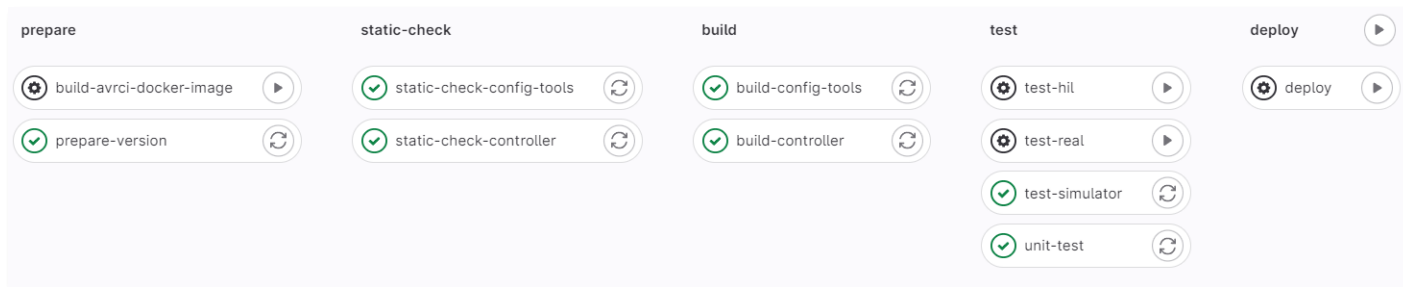 prepare
build-avrci-docker-image
prepare-version
static-check
static-check-config-tools
static-check-controller
build
build-config-tools
build-controller
test
test-hil
test-real
test-simulator
unit-test
deploy
deploy